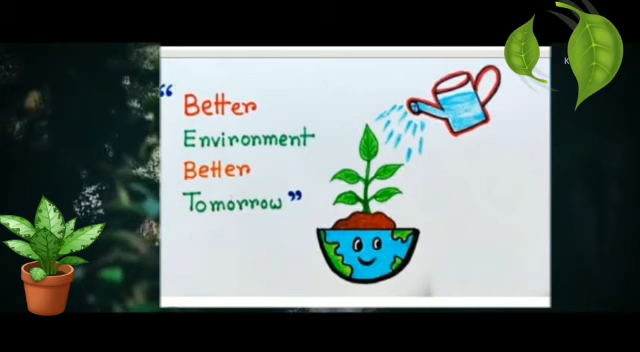 “ Better
Environment
Better
Tomorrow ”
K